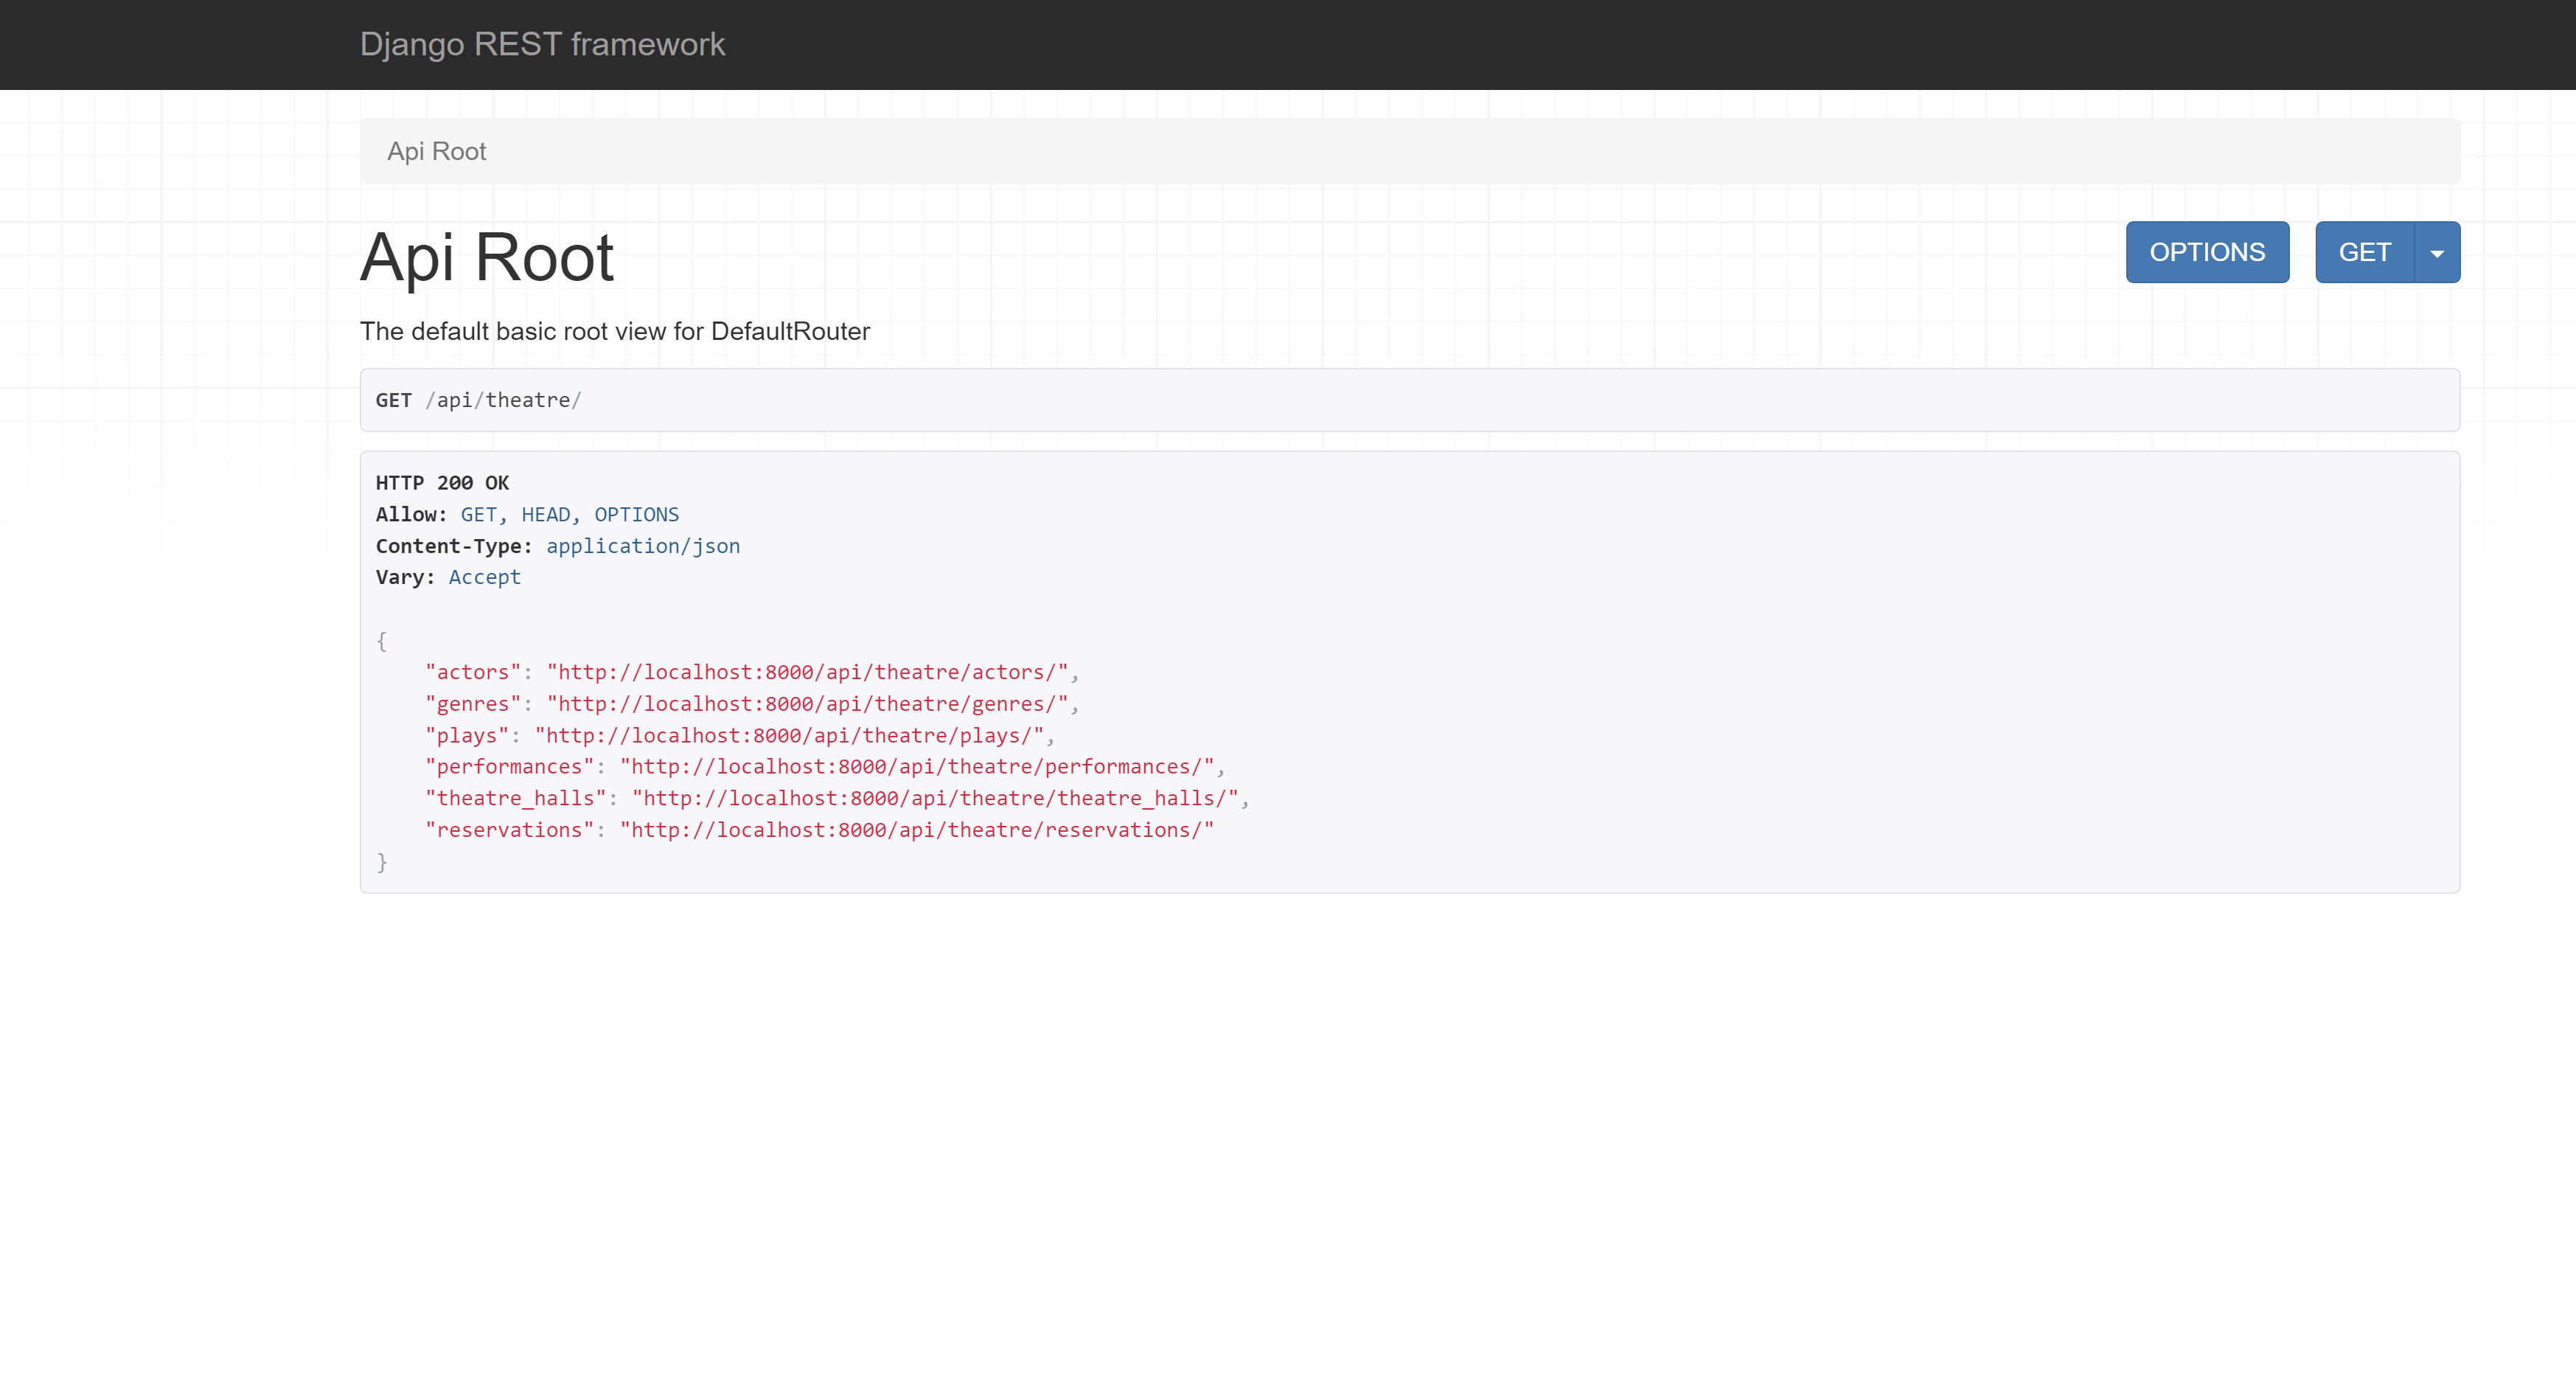 Django REST framework
Api Root
Api Root
OPTIONS
GET
The default basic root view for DefaultRouter
GET /api/theatre/
HTTP 200 OK
Allow: GET, HEAD, OPTIONS
Content-Type: application/json
Vary: Accept
{
    "actors": "http://localhost:8000/api/theatre/actors/",
    "genres": "http://localhost:8000/api/theatre/genres/",
    "plays": "http://localhost:8000/api/theatre/plays/",
    "performances": "http://localhost:8000/api/theatre/performances/",
    "theatre_halls": "http://localhost:8000/api/theatre/theatre_halls/",
    "reservations": "http://localhost:8000/api/theatre/reservations/"
}